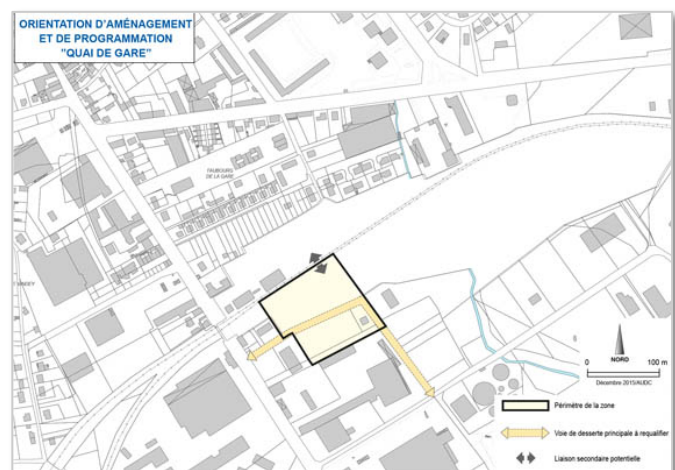 ORIENTATION D'AMÉNAGEMENT
ET DE PROGRAMMATION
"QUAI DE GARE"
FAUBOURG
DE LA GARE
NORD
0 100 m
Décembre 2015/AUDC
Périmètre de la zone
Voie de desserte principale à requalifier
Liaison secondaire potentielle